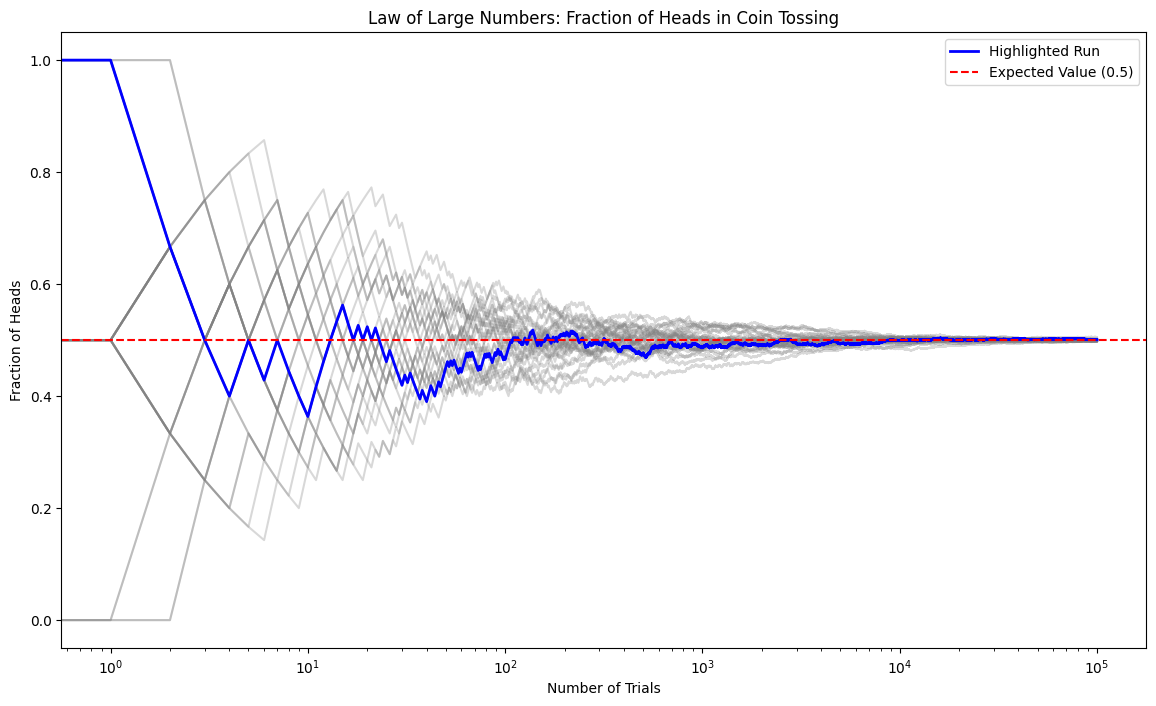 Law of Large Numbers: Fraction of Heads in Coin Tossing
Highlighted Run
Expected Value (0.5)
Fraction of Heads
1.0
0.8
0.6
0.4
0.2
0.0
10⁰
10¹
10²
10³
10⁴
10⁵
Number of Trials